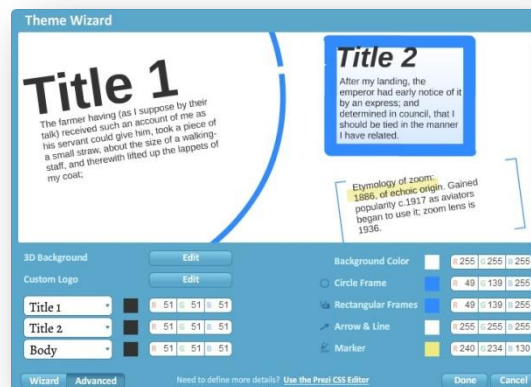 Theme Wizard
Title 1
The farmer having (as I suppose by their
talk) received such an account of me as
his servant could give him, took a piece of
a small straw, about the size of a walking-
staff, and therewith lifted up the lappets of
my coat;
Title 2
After my landing, the
emperor had early notice of it
by an express; and
determined in council, that I
should be tied in the manner
I have related.
Etymology of zoom:
1886, of echoic origin. Gained
popularity c.1917 as aviators
began to use it; zoom lens is
1936.
3D Background Edit
Custom Logo Edit
Title 1 R 51 G 51 B 51
Title 2 R 51 G 51 B 51
Body R 51 G 51 B 51
Background Color R 255 G 255 B 255
Circle Frame R 49 G 139 B 255
Rectangular Frames R 49 G 139 B 255
Arrow & Line R 255 G 255 B 255
Marker R 240 G 234 B 130
Wizard Advanced Need to define more details? Use the Prezi CSS Editor Done Cance